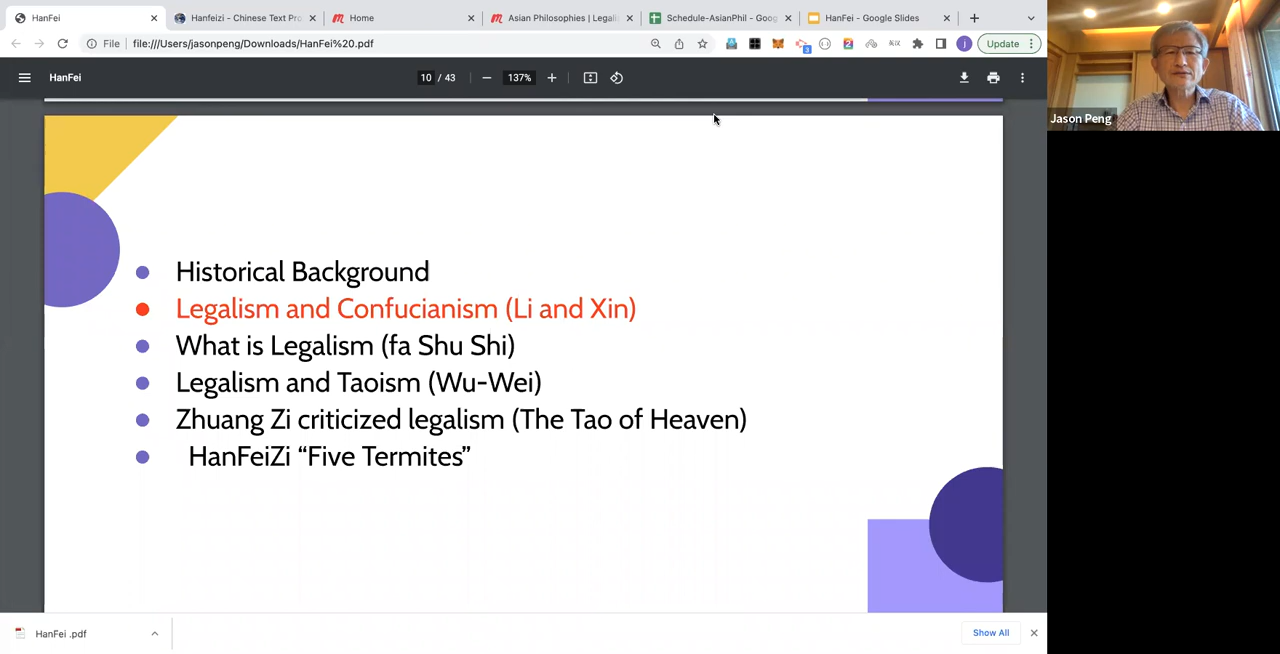 HanFei
Hanfeizi - Chinese Text Pro
Home
Asian Philosophies | Legali
Schedule-AsianPhil - Goog
HanFei - Google Slides
File
file:///Users/jasonpeng/Downloads/HanFei%20.pdf
Update
HanFei
10 / 43
137%
Jason Peng
Historical Background
Legalism and Confucianism (Li and Xin)
What is Legalism (fa Shu Shi)
Legalism and Taoism (Wu-Wei)
Zhuang Zi criticized legalism (The Tao of Heaven)
HanFeiZi “Five Termites”
HanFei .pdf
Show All